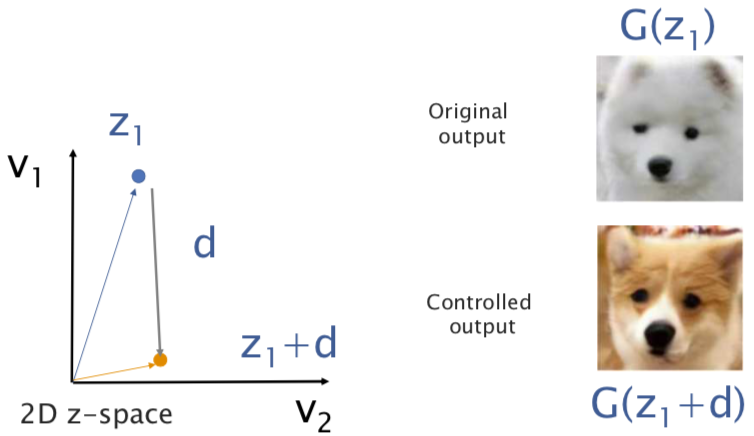 G(z₁)
Original
output
z₁
v₁
d
Controlled
output
z₁+d
2D z-space
v₂
G(z₁+d)